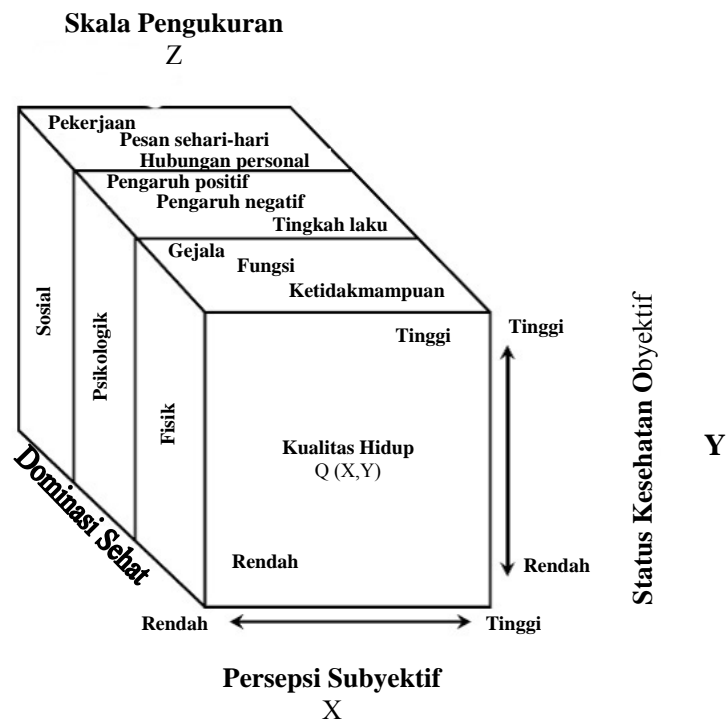 Skala Pengukuran
Z
Pekerjaan
Pesan sehari-hari
Hubungan personal
Pengaruh positif
Pengaruh negatif
Tingkah laku
Gejala
Fungsi
Ketidakmampuan
Sosial
Psikologik
Fisik
Dominasi Sehat
Tinggi
Kualitas Hidup
Q (X,Y)
Rendah
Tinggi
Rendah
Status Kesehatan Obyektif
Y
Rendah
Tinggi
Persepsi Subyektif
X